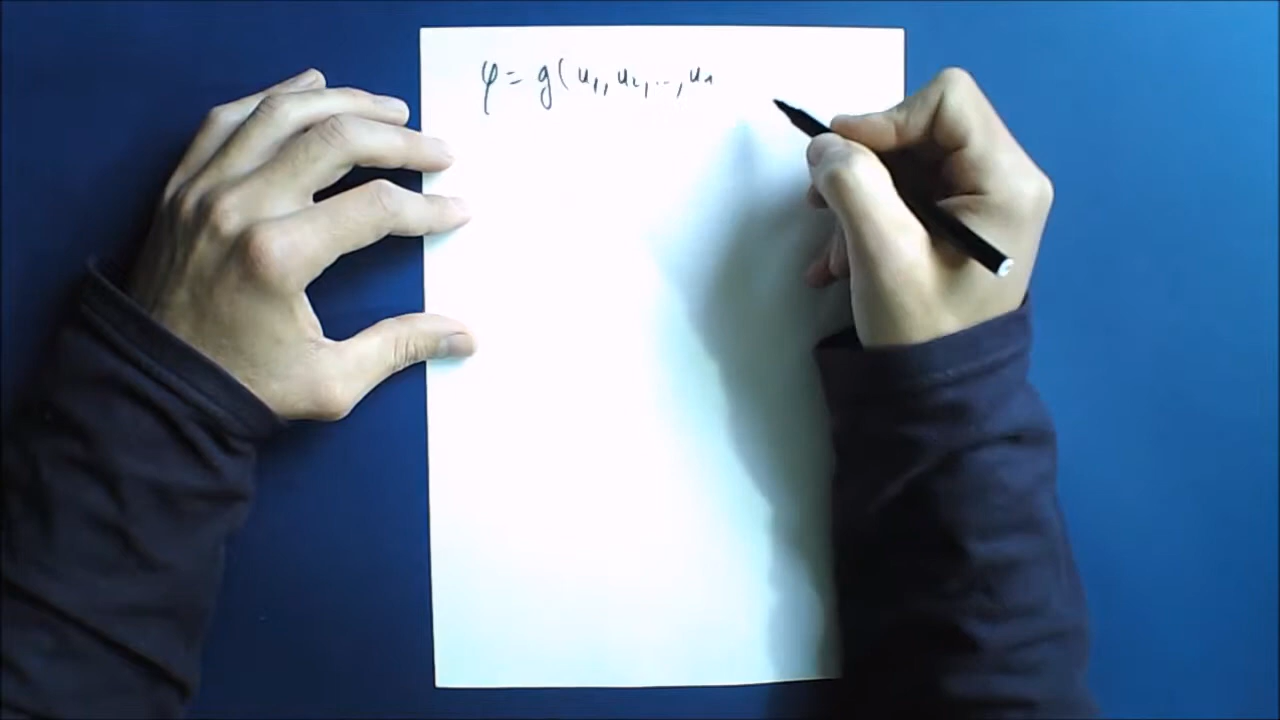 φ = g(u₁, u₂, ..., uₙ